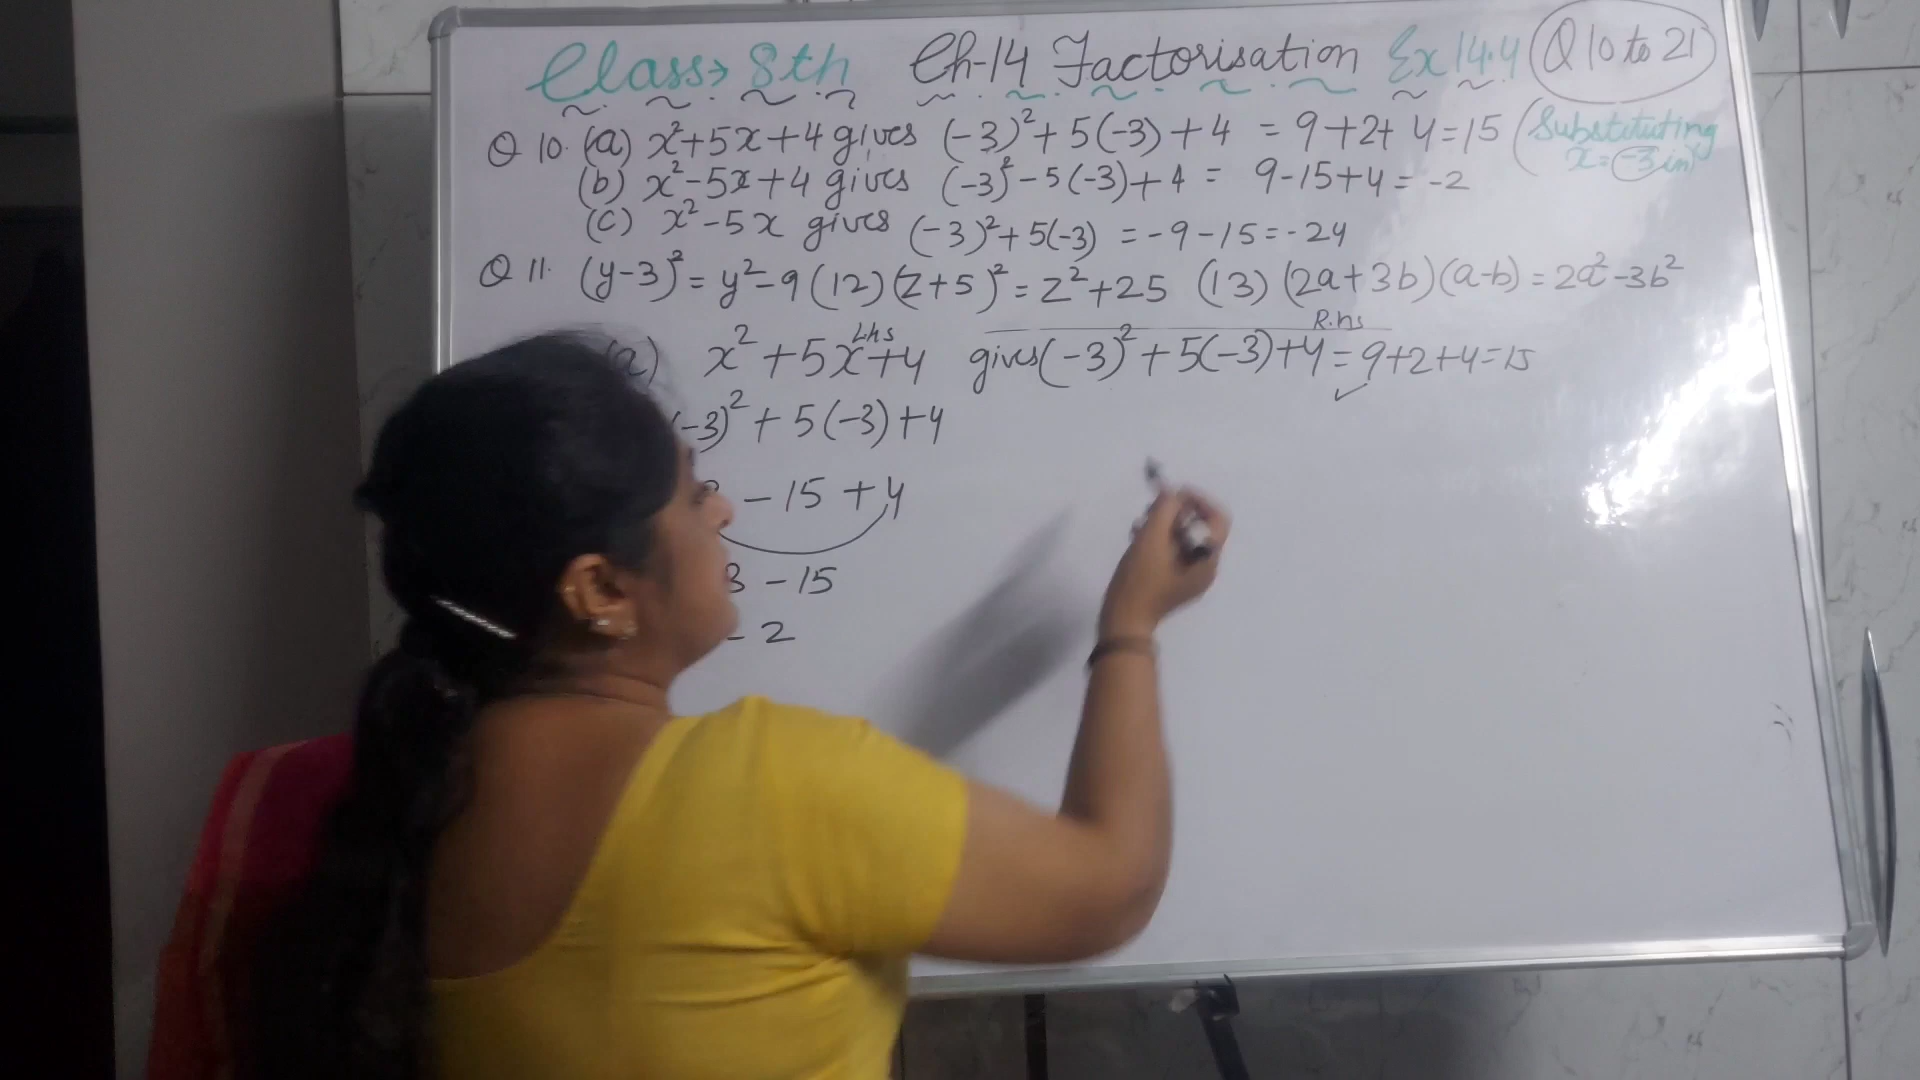 Class → 8th Ch-14 Factorisation Ex 14.4 (Q 10 to 21)
Q 10. (a) x²+5x+4 gives (-3)²+5(-3)+4 = 9+2+4=15 (Substituting
x=-3 in)
(b) x²-5x+4 gives (-3)²-5(-3)+4 = 9-15+4=-2
(c) x²-5x gives (-3)²+5(-3) = -9-15=-24
Q 11. (y-3)²=y²-9 (12) (z+5)²=z²+25 (13) (2a+3b)(a-b)=2a²-3b²
L.hs R.hs
a) x²+5x+4 gives (-3)²+5(-3)+4=9+2+4=15
(-3)²+5(-3)+4
-15+4
3-15
-2